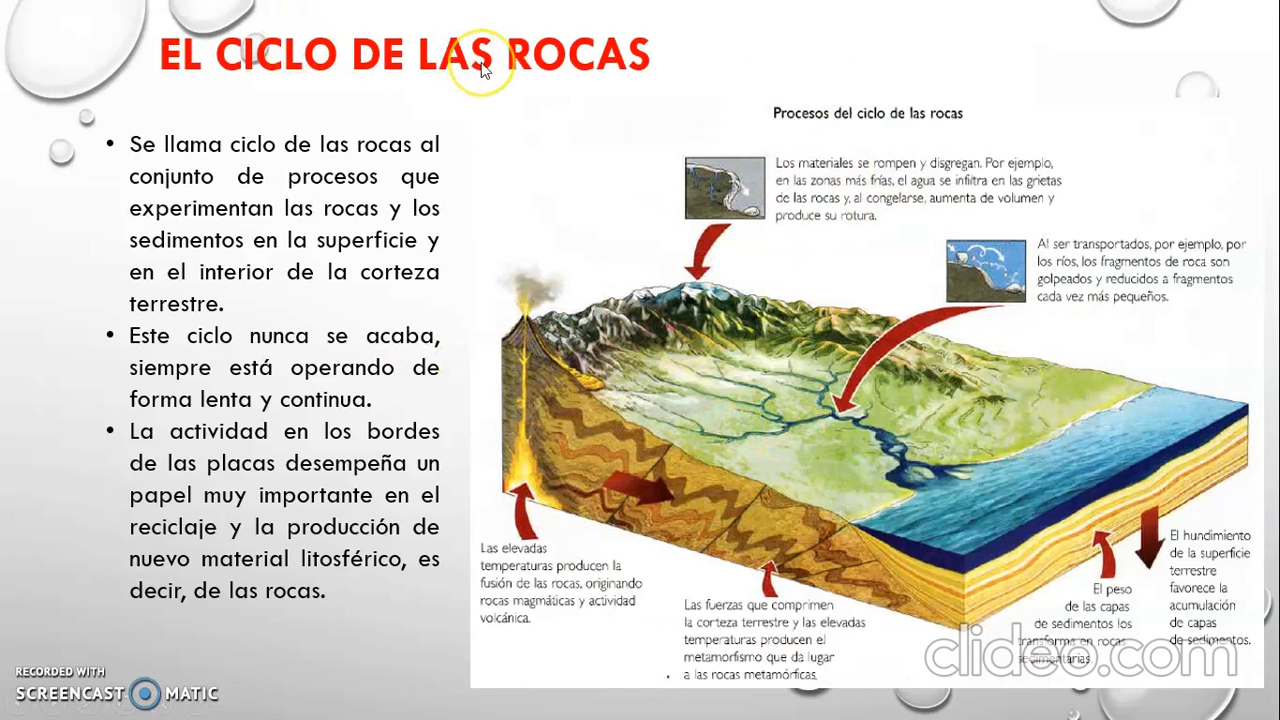 EL CICLO DE LAS ROCAS
• Se llama ciclo de las rocas al
conjunto de procesos que
experimentan las rocas y los
sedimentos en la superficie y
en el interior de la corteza
terrestre.
• Este ciclo nunca se acaba,
siempre está operando de
forma lenta y continua.
• La actividad en los bordes
de las placas desempeña un
papel muy importante en el
reciclaje y la producción de
nuevo material litosférico, es
decir, de las rocas.
Procesos del ciclo de las rocas
Los materiales se rompen y disgregan. Por ejemplo,
en las zonas más frías, el agua se infiltra en las grietas
de las rocas y, al congelarse, aumenta de volumen y
produce su rotura.
Al ser transportados, por ejemplo, por
los ríos, los fragmentos de roca son
golpeados y reducidos a fragmentos
cada vez más pequeños.
Las elevadas
temperaturas producen la
fusión de las rocas, originando
rocas magmáticas y actividad
volcánica.
Las fuerzas que comprimen
la corteza terrestre y las elevadas
temperaturas producen el
metamorfismo que da lugar
a las rocas metamórficas.
El peso
de las capas
de sedimentos los
transforma en rocas
sedimentarias.
El hundimiento
de la superficie
terrestre
favorece la
acumulación
de capas
de sedimentos.
clideo.com
RECORDED WITH
SCREENCAST MATIC